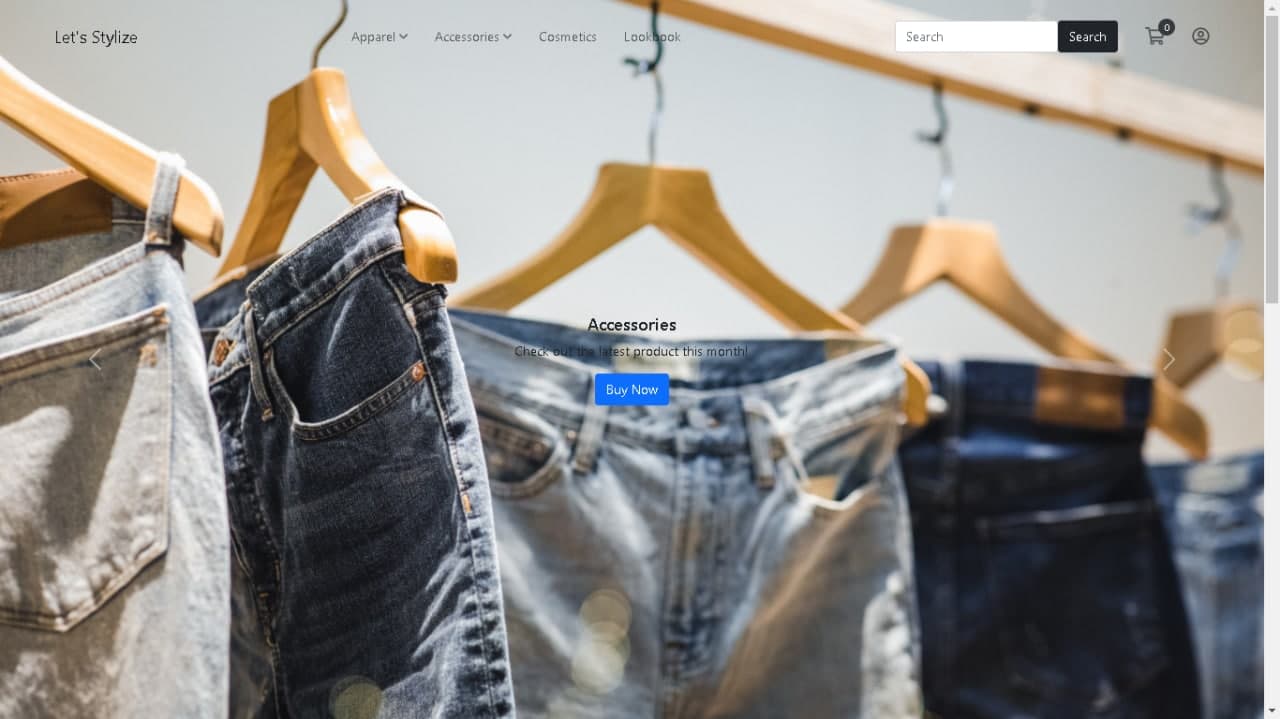 Let's Stylize
Apparel
Accessories
Cosmetics
Lookbook
Search
Search
0
Accessories
Check out the latest product this month!
Buy Now